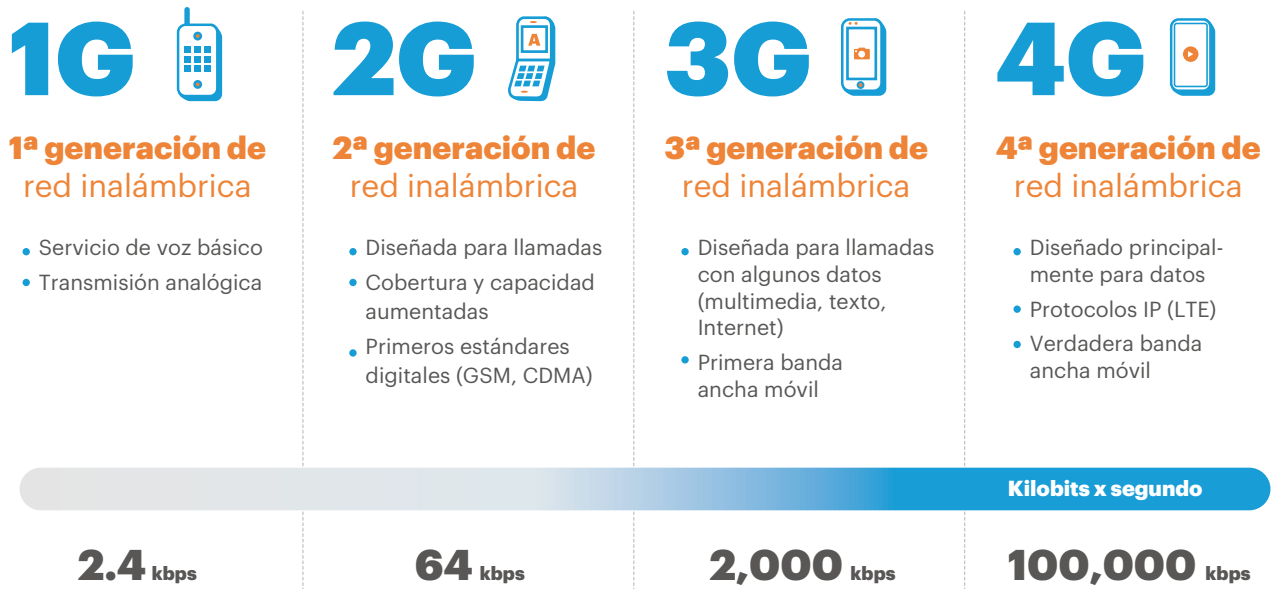 1G
1ª generación de
red inalámbrica
• Servicio de voz básico
• Transmisión analógica
2.4 kbps
2G
A
2ª generación de
red inalámbrica
• Diseñada para llamadas
• Cobertura y capacidad
aumentadas
• Primeros estándares
digitales (GSM, CDMA)
64 kbps
3G
3ª generación de
red inalámbrica
• Diseñada para llamadas
con algunos datos
(multimedia, texto,
Internet)
• Primera banda
ancha móvil
2,000 kbps
4G
4ª generación de
red inalámbrica
• Diseñado principal-
mente para datos
• Protocolos IP (LTE)
• Verdadera banda
ancha móvil
Kilobits x segundo
100,000 kbps